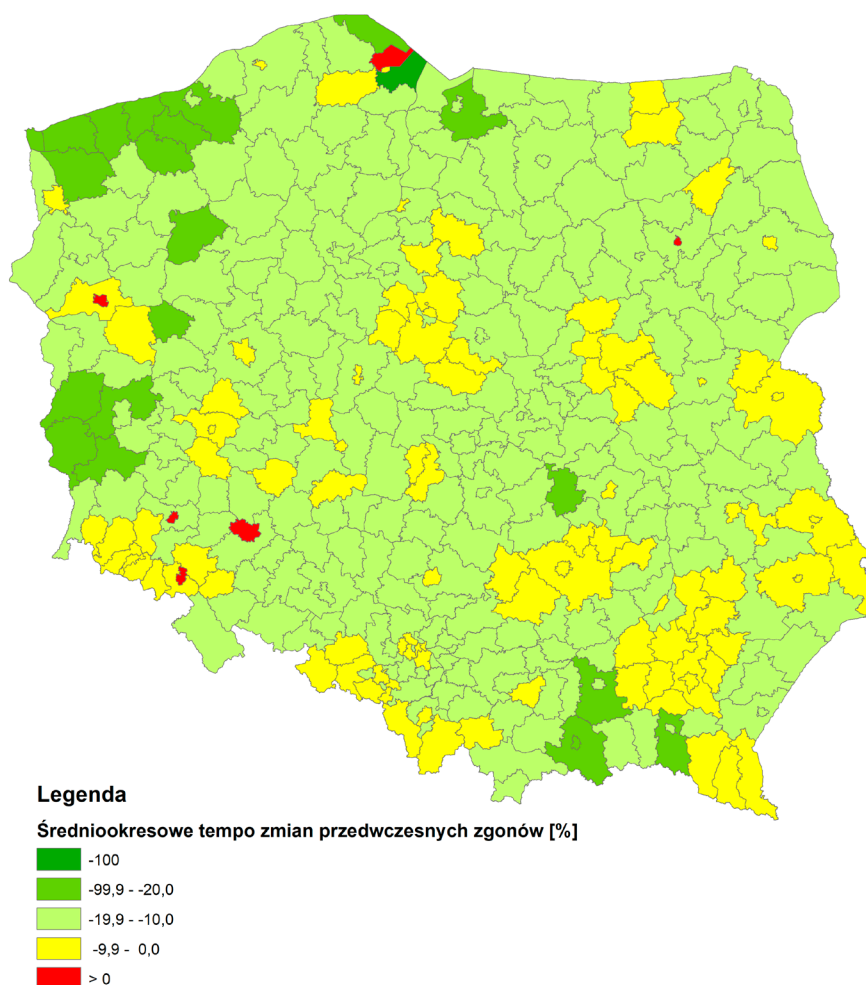 Legenda
Średniookresowe tempo zmian przedwczesnych zgonów [%]
-100
-99,9 - -20,0
-19,9 - -10,0
-9,9 - 0,0
> 0